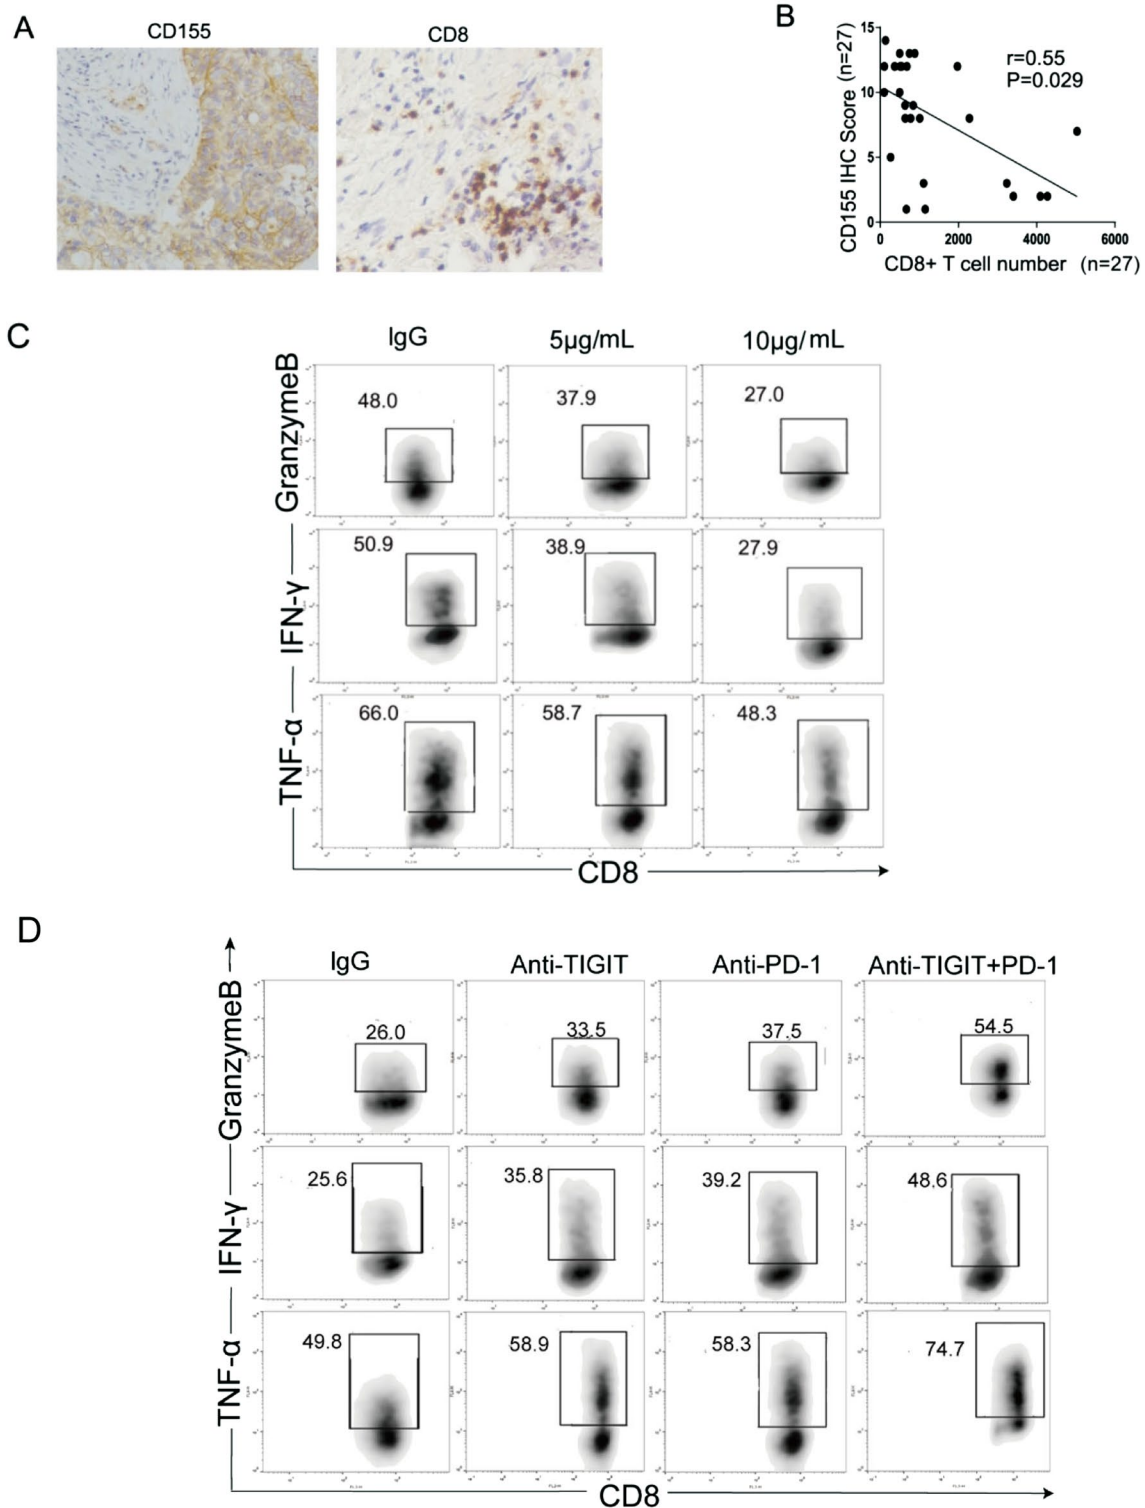 A
CD155
CD8
B
15
10
5
0
0
2000
4000
6000
CD155 IHC Score (n=27)
CD8+ T cell number (n=27)
r=0.55
P=0.029
C
IgG
5μg/mL
10μg/mL
GranzymeB
48.0
37.9
27.0
IFN-γ
50.9
38.9
27.9
TNF-α
66.0
58.7
48.3
CD8
D
IgG
Anti-TIGIT
Anti-PD-1
Anti-TIGIT+PD-1
GranzymeB
26.0
33.5
37.5
54.5
IFN-γ
25.6
35.8
39.2
48.6
TNF-α
49.8
58.9
58.3
74.7
CD8